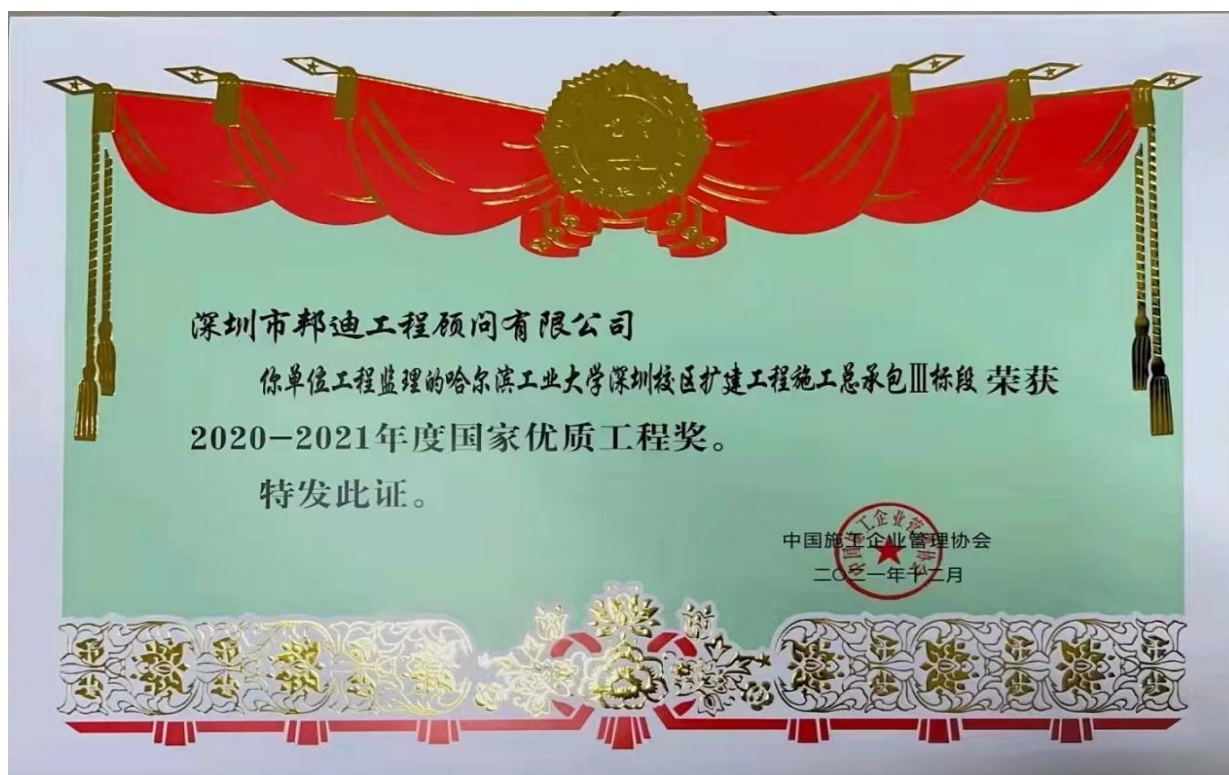 深圳市邦迪工程顾问有限公司
你单位工程监理的哈尔滨工业大学深圳校区扩建工程施工总承包Ⅲ标段 荣获
2020-2021年度国家优质工程奖。
特发此证。
中国施工企业管理协会
二〇二一年十二月